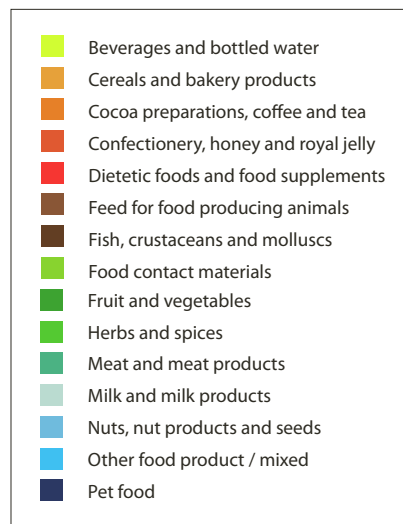 Beverages and bottled water
Cereals and bakery products
Cocoa preparations, coffee and tea
Confectionery, honey and royal jelly
Dietetic foods and food supplements
Feed for food producing animals
Fish, crustaceans and molluscs
Food contact materials
Fruit and vegetables
Herbs and spices
Meat and meat products
Milk and milk products
Nuts, nut products and seeds
Other food product / mixed
Pet food